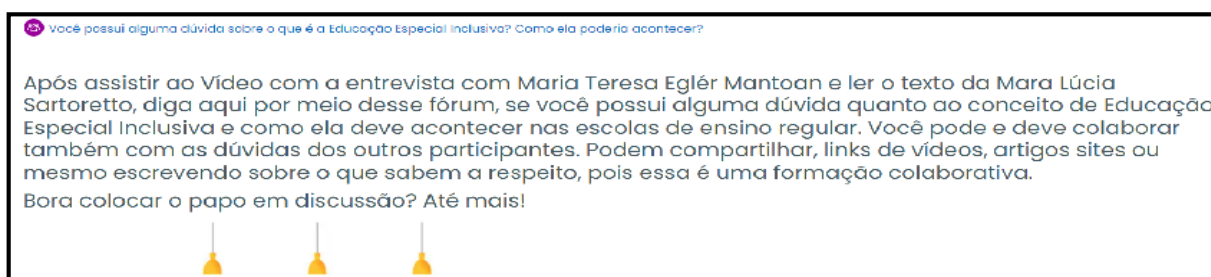 Você possui alguma dúvida sobre o que é a Educação Especial Inclusiva? Como ela poderia acontecer?
Após assistir ao Vídeo com a entrevista com Maria Teresa Eglér Mantoan e ler o texto da Mara Lúcia
Sartoretto, diga aqui por meio desse fórum, se você possui alguma dúvida quanto ao conceito de Educação
Especial Inclusiva e como ela deve acontecer nas escolas de ensino regular. Você pode e deve colaborar
também com as dúvidas dos outros participantes. Podem compartilhar, links de vídeos, artigos sites ou
mesmo escrevendo sobre o que sabem a respeito, pois essa é uma formação colaborativa.
Bora colocar o papo em discussão? Até mais!